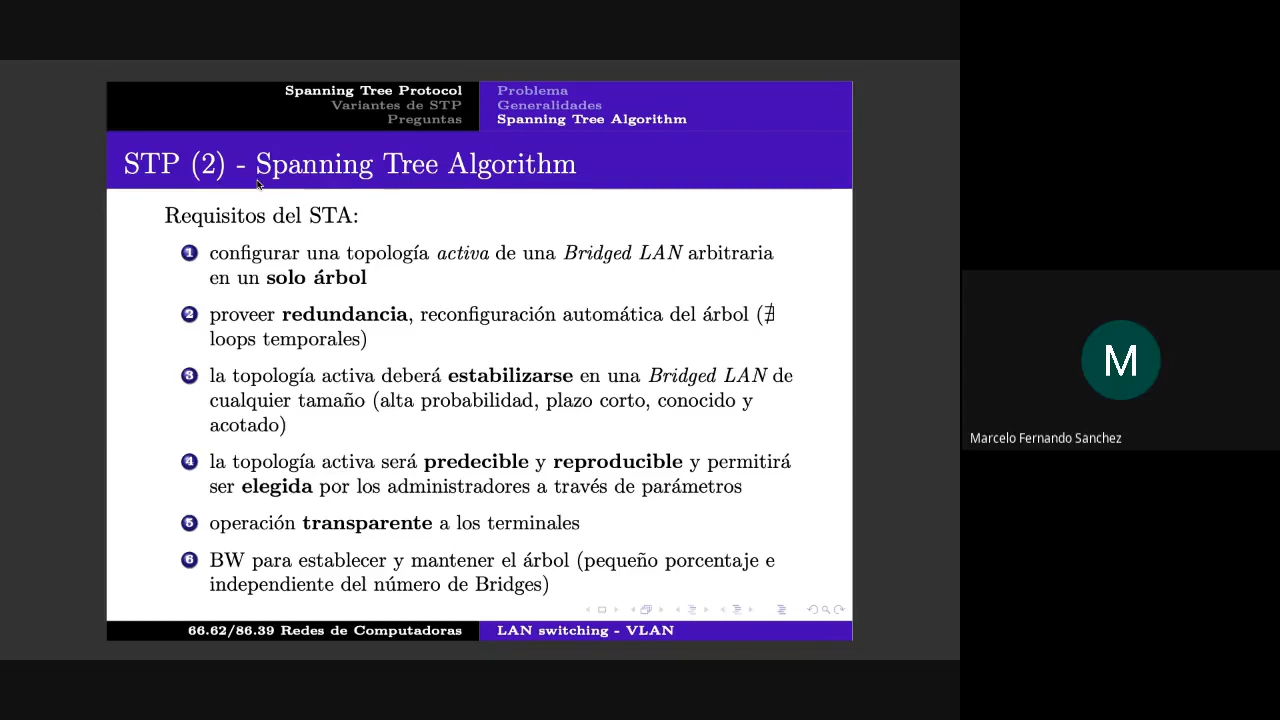 Spanning Tree Protocol
Variantes de STP
Preguntas
Problema
Generalidades
Spanning Tree Algorithm
STP (2) - Spanning Tree Algorithm
Requisitos del STA:
1 configurar una topología activa de una Bridged LAN arbitraria
en un solo árbol
2 proveer redundancia, reconfiguración automática del árbol (∄
loops temporales)
3 la topología activa deberá estabilizarse en una Bridged LAN de
cualquier tamaño (alta probabilidad, plazo corto, conocido y
acotado)
4 la topología activa será predecible y reproducible y permitirá
ser elegida por los administradores a través de parámetros
5 operación transparente a los terminales
6 BW para establecer y mantener el árbol (pequeño porcentaje e
independiente del número de Bridges)
66.62/86.39 Redes de Computadoras
LAN switching - VLAN
M
Marcelo Fernando Sanchez